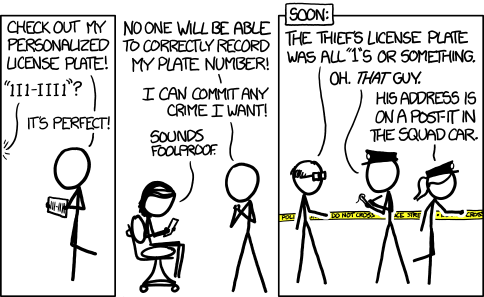 CHECK OUT MY
PERSONALIZED
LICENSE PLATE!
"1I1-III1"?
IT'S PERFECT!
NO ONE WILL BE ABLE
TO CORRECTLY RECORD
MY PLATE NUMBER!
I CAN COMMIT ANY
CRIME I WANT!
SOUNDS
FOOLPROOF.
SOON:
THE THIEF'S LICENSE PLATE
WAS ALL "1"S OR SOMETHING.
OH. THAT GUY.
HIS ADDRESS IS
ON A POST-IT IN
THE SQUAD CAR.
DO NOT CROSS